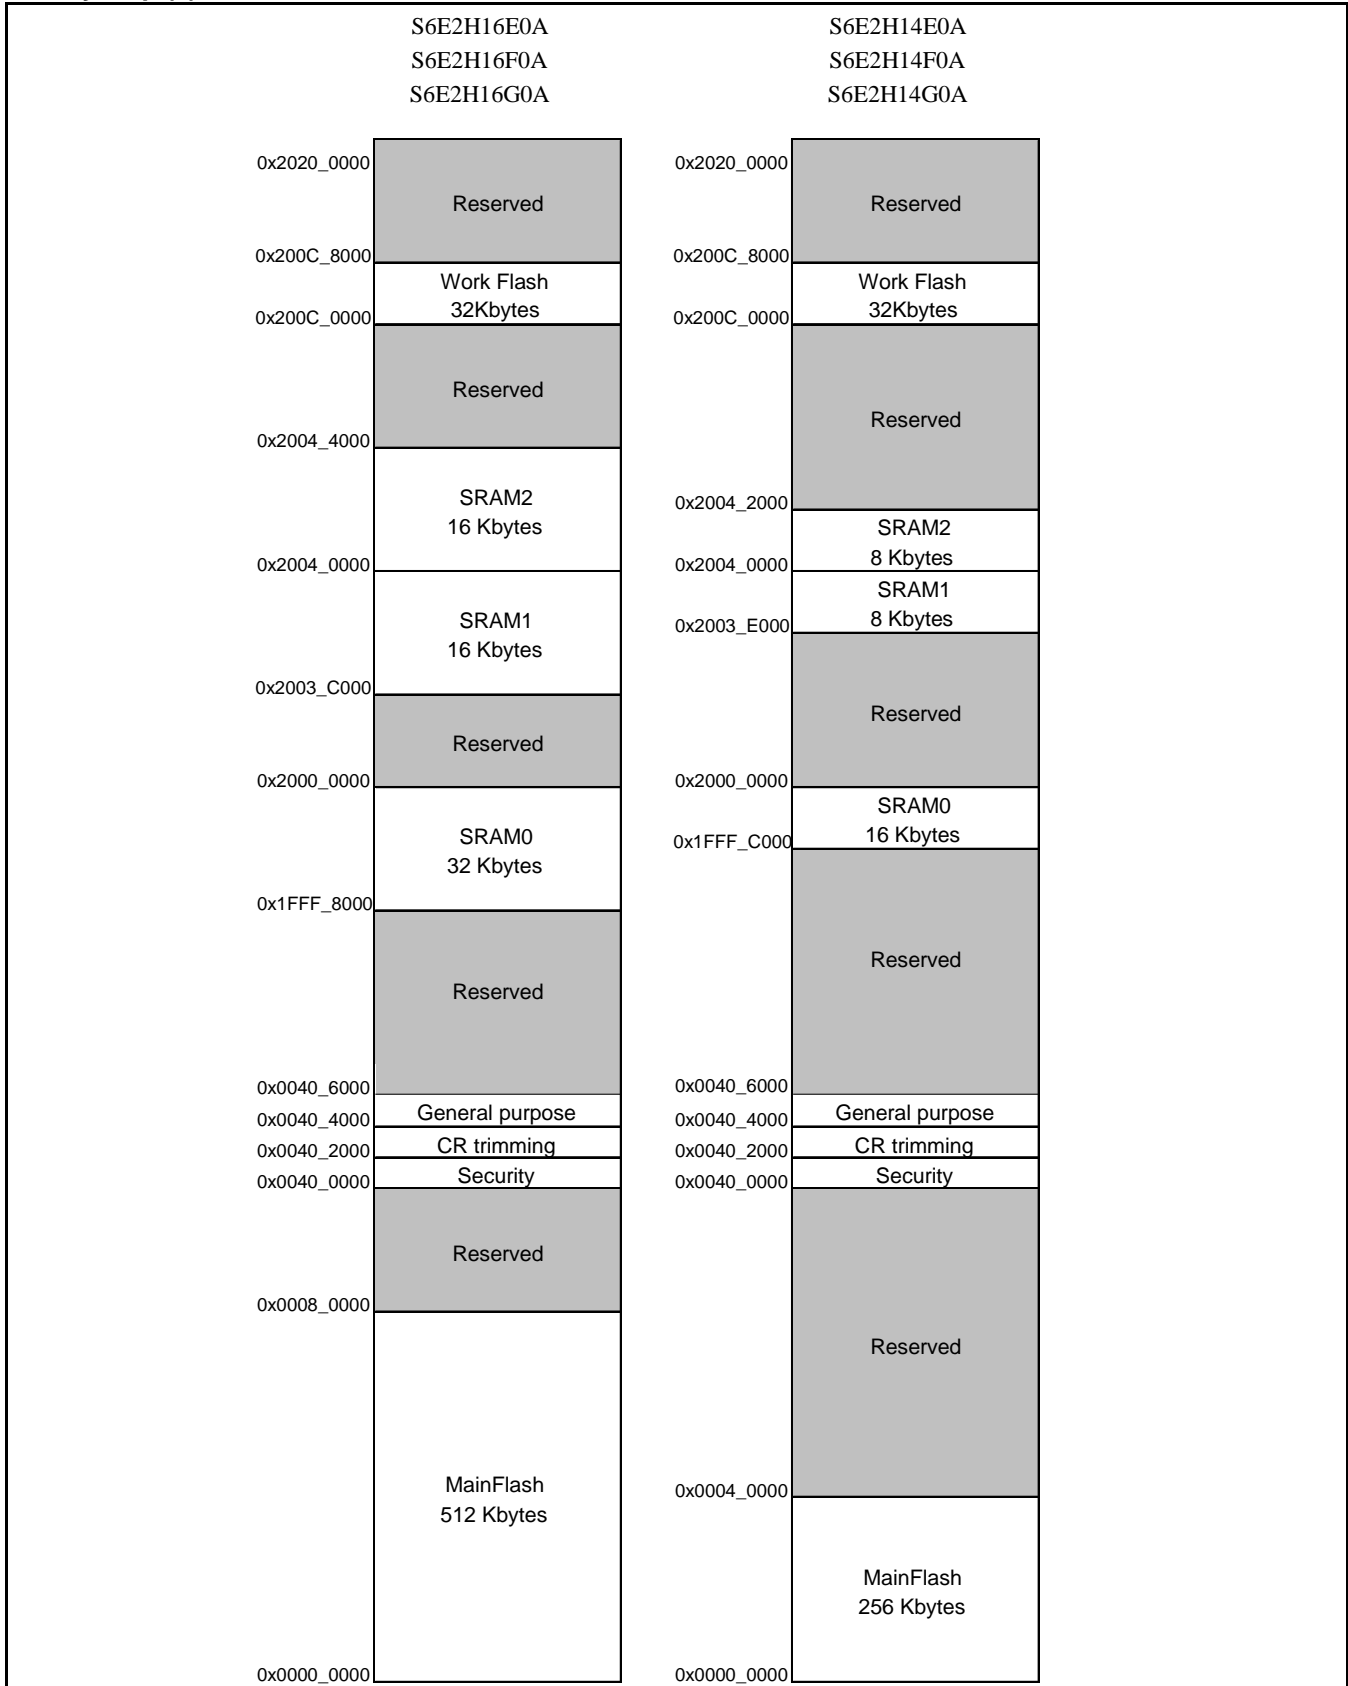 S6E2H16E0A
S6E2H16F0A
S6E2H16G0A
0x2020_0000
Reserved
0x200C_8000
Work Flash
32Kbytes
0x200C_0000
Reserved
0x2004_4000
SRAM2
16 Kbytes
0x2004_0000
SRAM1
16 Kbytes
0x2003_C000
Reserved
0x2000_0000
SRAM0
32 Kbytes
0x1FFF_8000
Reserved
0x0040_6000
General purpose
0x0040_4000
CR trimming
0x0040_2000
Security
0x0040_0000
Reserved
0x0008_0000
MainFlash
512 Kbytes
0x0000_0000
S6E2H14E0A
S6E2H14F0A
S6E2H14G0A
0x2020_0000
Reserved
0x200C_8000
Work Flash
32Kbytes
0x200C_0000
Reserved
0x2004_2000
SRAM2
8 Kbytes
0x2004_0000
SRAM1
8 Kbytes
0x2003_E000
Reserved
0x2000_0000
SRAM0
16 Kbytes
0x1FFF_C000
Reserved
0x0040_6000
General purpose
0x0040_4000
CR trimming
0x0040_2000
Security
0x0040_0000
Reserved
0x0004_0000
MainFlash
256 Kbytes
0x0000_0000